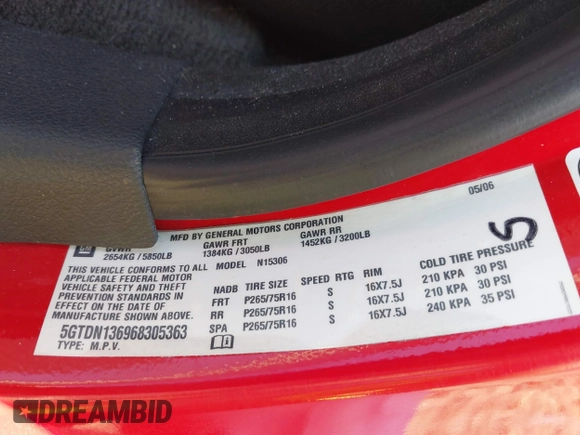 05/06
MFD BY GENERAL MOTORS CORPORATION
GM GVWR GAWR FRT GAWR RR
2654KG / 5850LB 1384KG / 3050LB 1452KG / 3200LB
THIS VEHICLE CONFORMS TO ALL MODEL N15306
APPLICABLE FEDERAL MOTOR
VEHICLE SAFETY AND THEFT
PREVENTION STANDARDS IN
EFFECT ON THE DATE OF
MANUFACTURE SHOWN ABOVE.
5GTDN136968305363
TYPE: M.P.V.
NADB TIRE SIZE SPEED RTG RIM COLD TIRE PRESSURE
FRT P265/75R16 S 16X7.5J 210 KPA 30 PSI
RR P265/75R16 S 16X7.5J 210 KPA 30 PSI
SPA P265/75R16 S 16X7.5J 240 KPA 35 PSI
5
DREAMBID